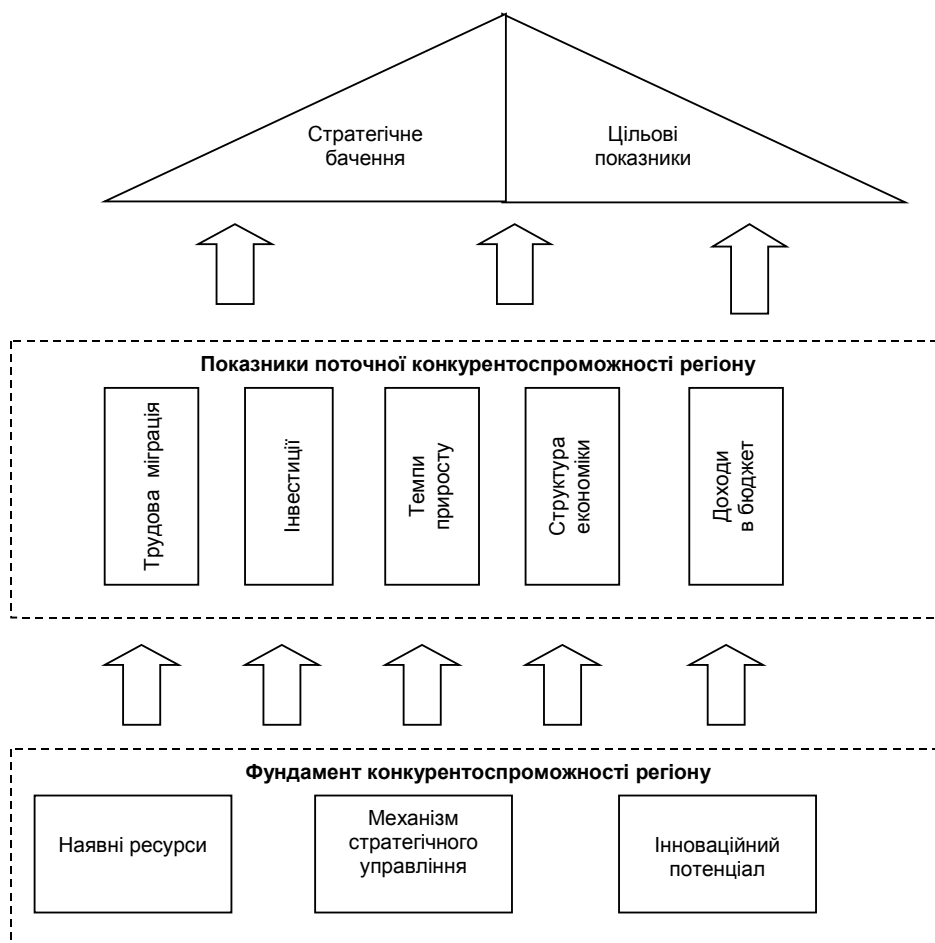 Стратегічне
бачення
Цільові
показники
Показники поточної конкурентоспроможності регіону
Трудова міграція
Інвестиції
Темпи
приросту
Структура
економіки
Доходи
в бюджет
Фундамент конкурентоспроможності регіону
Наявні ресурси
Механізм
стратегічного
управління
Інноваційний
потенціал